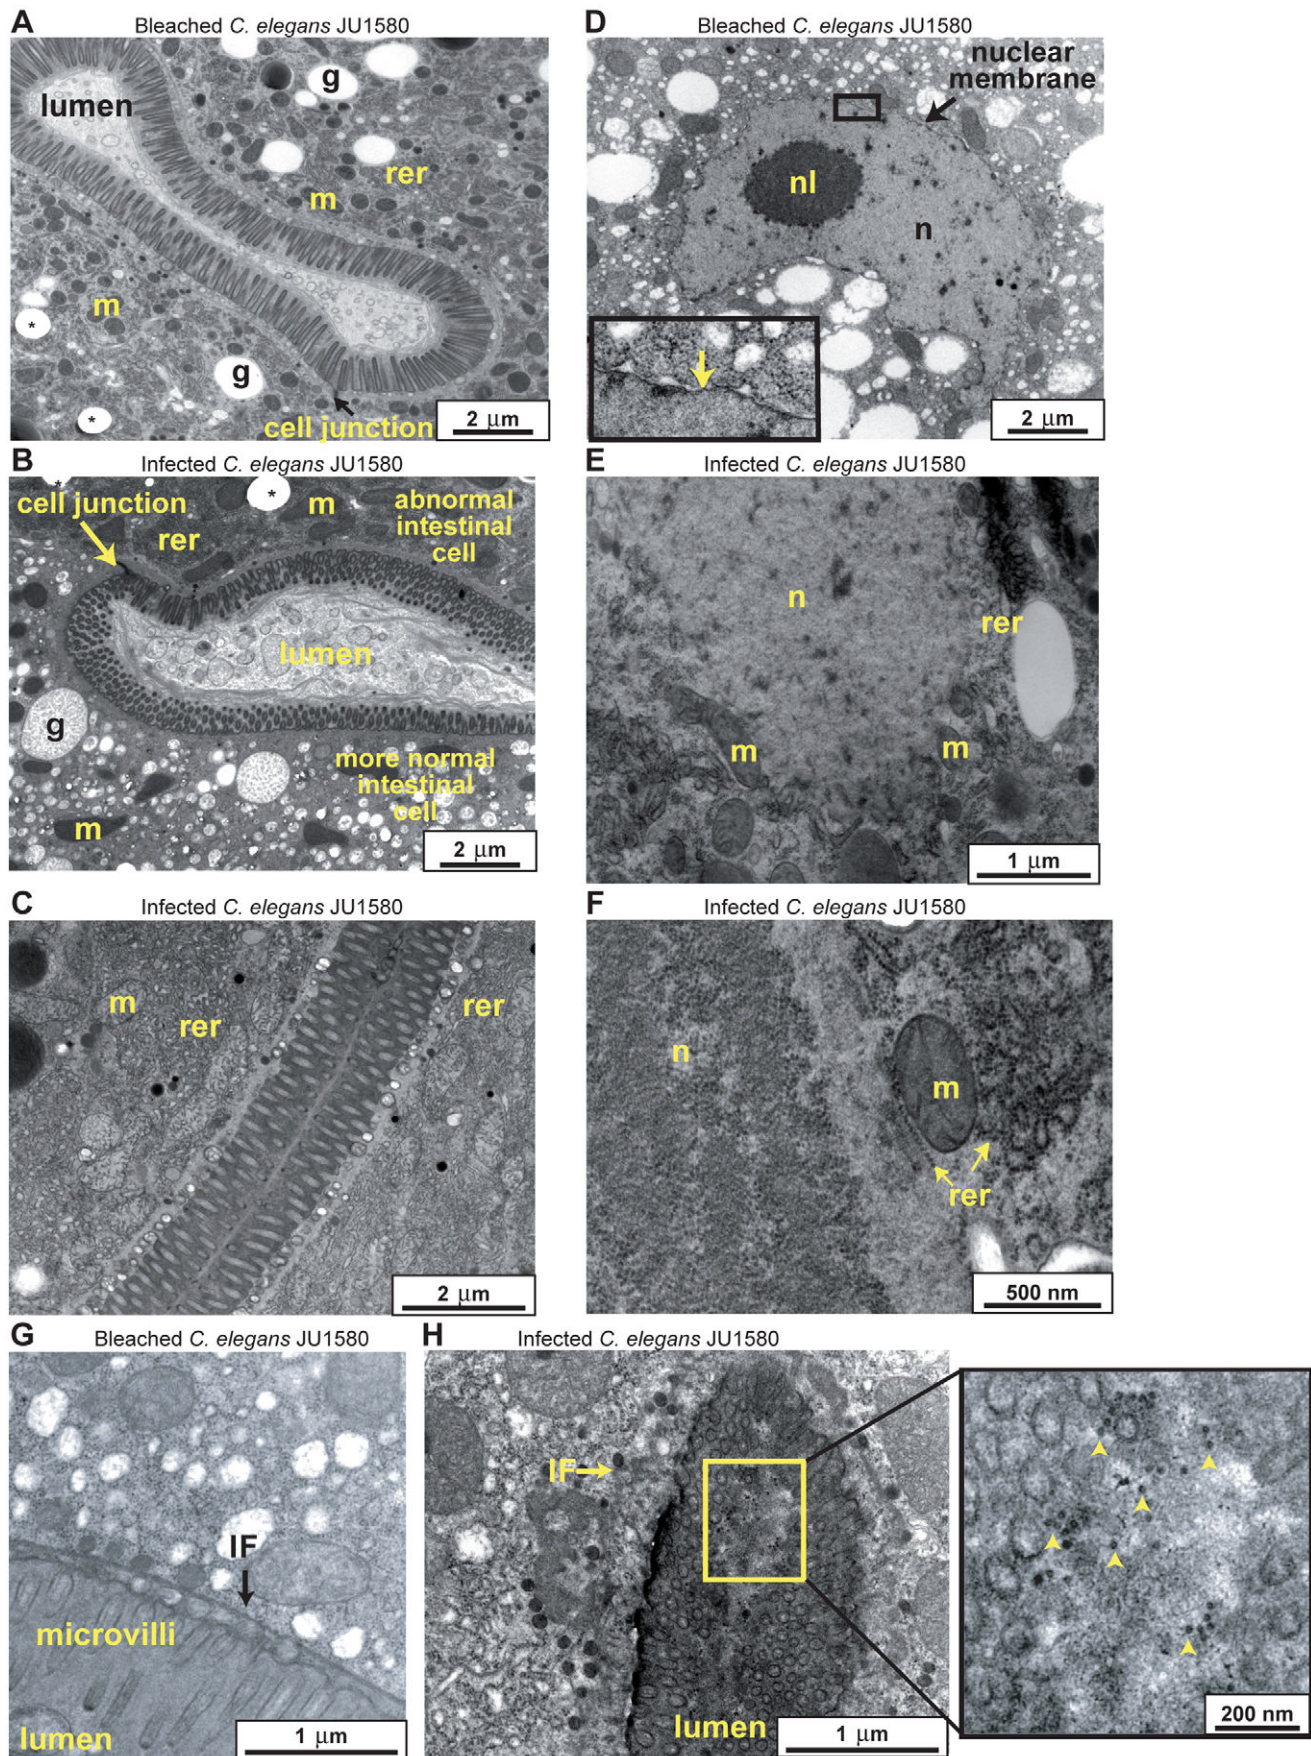 A
Bleached C. elegans JU1580
lumen
g
rer
m
m
*
g
*
cell junction
2 μm
B
Infected C. elegans JU1580
*
*
cell junction
m
abnormal
intestinal
cell
rer
lumen
g
more normal
intestinal
cell
m
2 μm
C
Infected C. elegans JU1580
m
rer
rer
2 μm
D
Bleached C. elegans JU1580
nuclear
membrane
nl
n
2 μm
E
Infected C. elegans JU1580
n
rer
m
m
1 μm
F
Infected C. elegans JU1580
n
m
rer
500 nm
G
Bleached C. elegans JU1580
IF
microvilli
lumen
1 μm
H
Infected C. elegans JU1580
IF
lumen
1 μm
200 nm